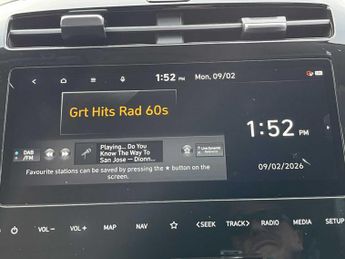 1:52 PM Mon, 09/02
Grt Hits Rad 60s
1:52 PM
DAB
/FM
Playing... Do You
Know The Way To
San Jose – Dionn...
09/02/2026
Favourite stations can be saved by pressing the ★ button on the
screen.
VOL− VOL+ MAP NAV ☆ <SEEK TRACK> RADIO MEDIA SETUP